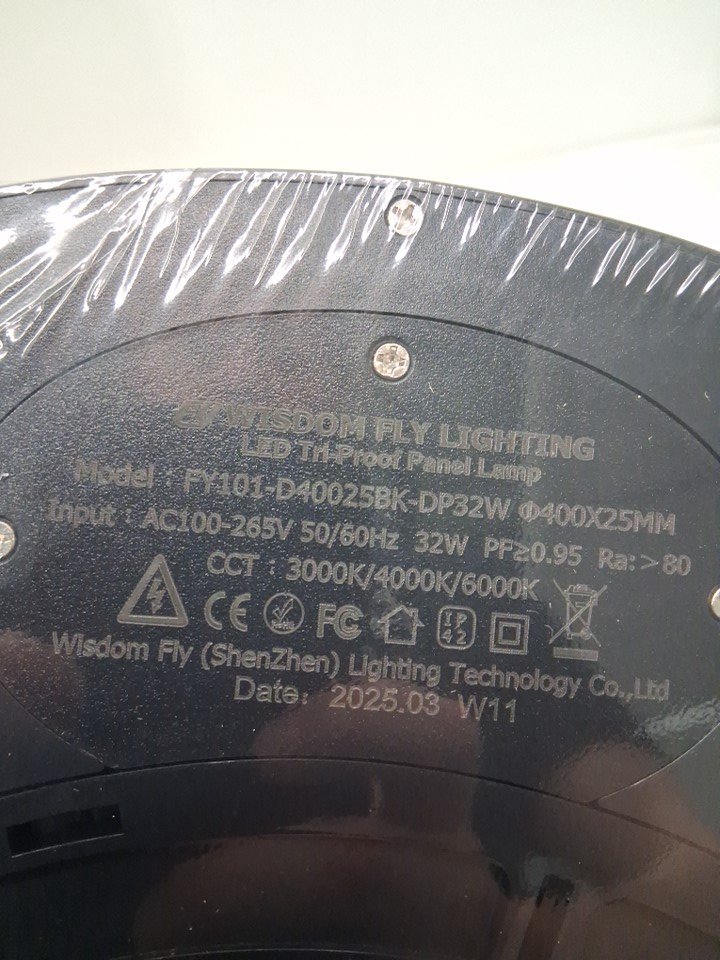 WISDOM FLY LIGHTING
LED Tri-Proof Panel Lamp
Model : FY101-D40025BK-DP32W Φ400X25MM
Input : AC100-265V 50/60Hz 32W PF≥0.95 Ra:>80
CCT : 3000K/4000K/6000K
CE FC IP42
Wisdom Fly (ShenZhen) Lighting Technology Co.,Ltd
Date: 2025.03 W11